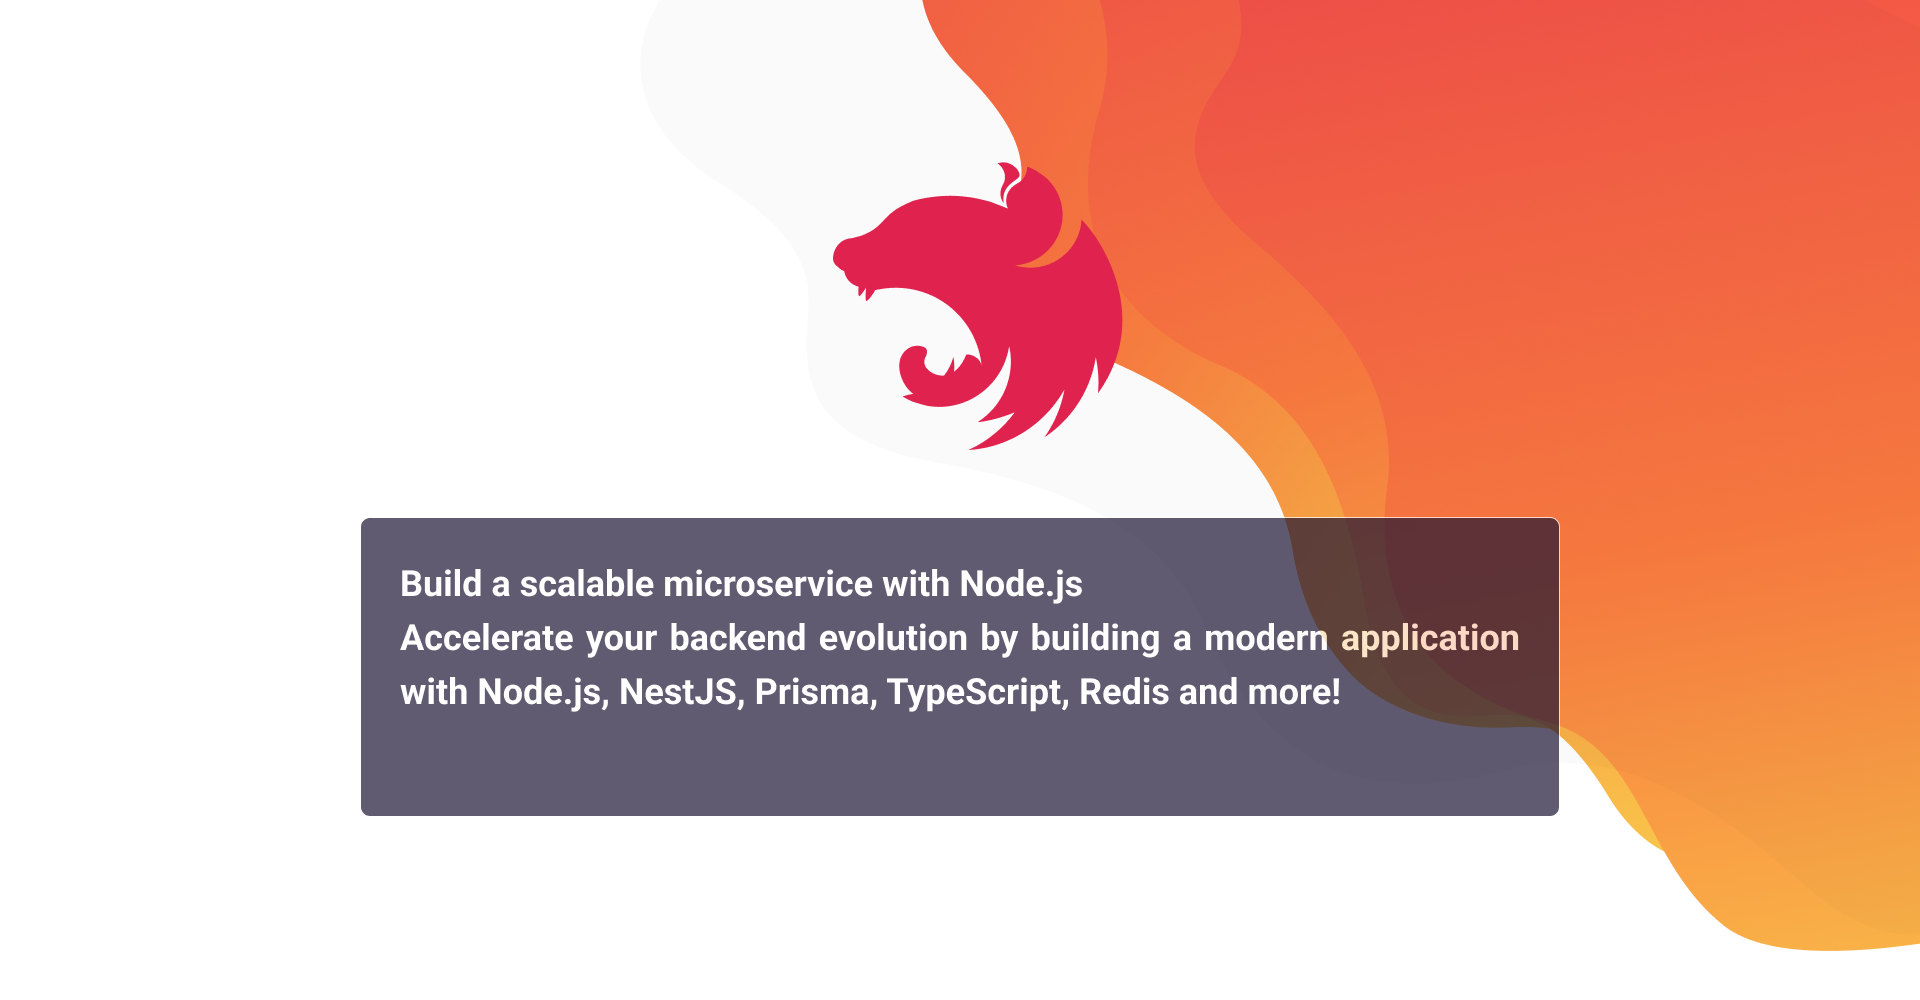 Build a scalable microservice with Node.js
Accelerate your backend evolution by building a modern application
with Node.js, NestJS, Prisma, TypeScript, Redis and more!